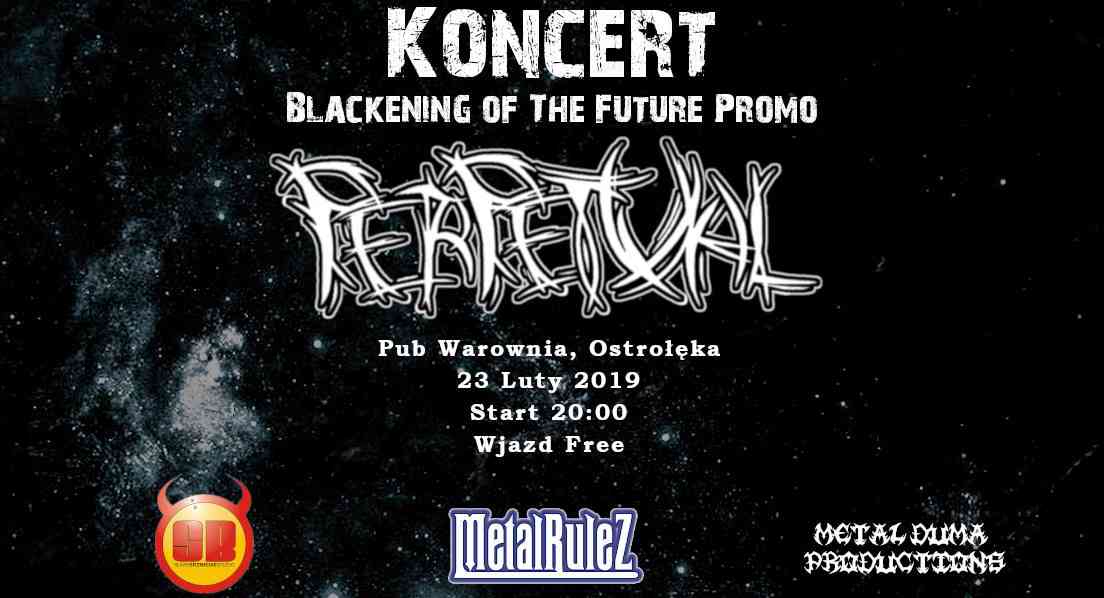 KONCERT
BLACKENING OF THE FUTURE PROMO
PERPETUAL
Pub Warownia, Ostrołęka
23 Luty 2019
Start 20:00
Wjazd Free
SB
MetalRuleZ
METAL DUMA
PRODUCTIONS